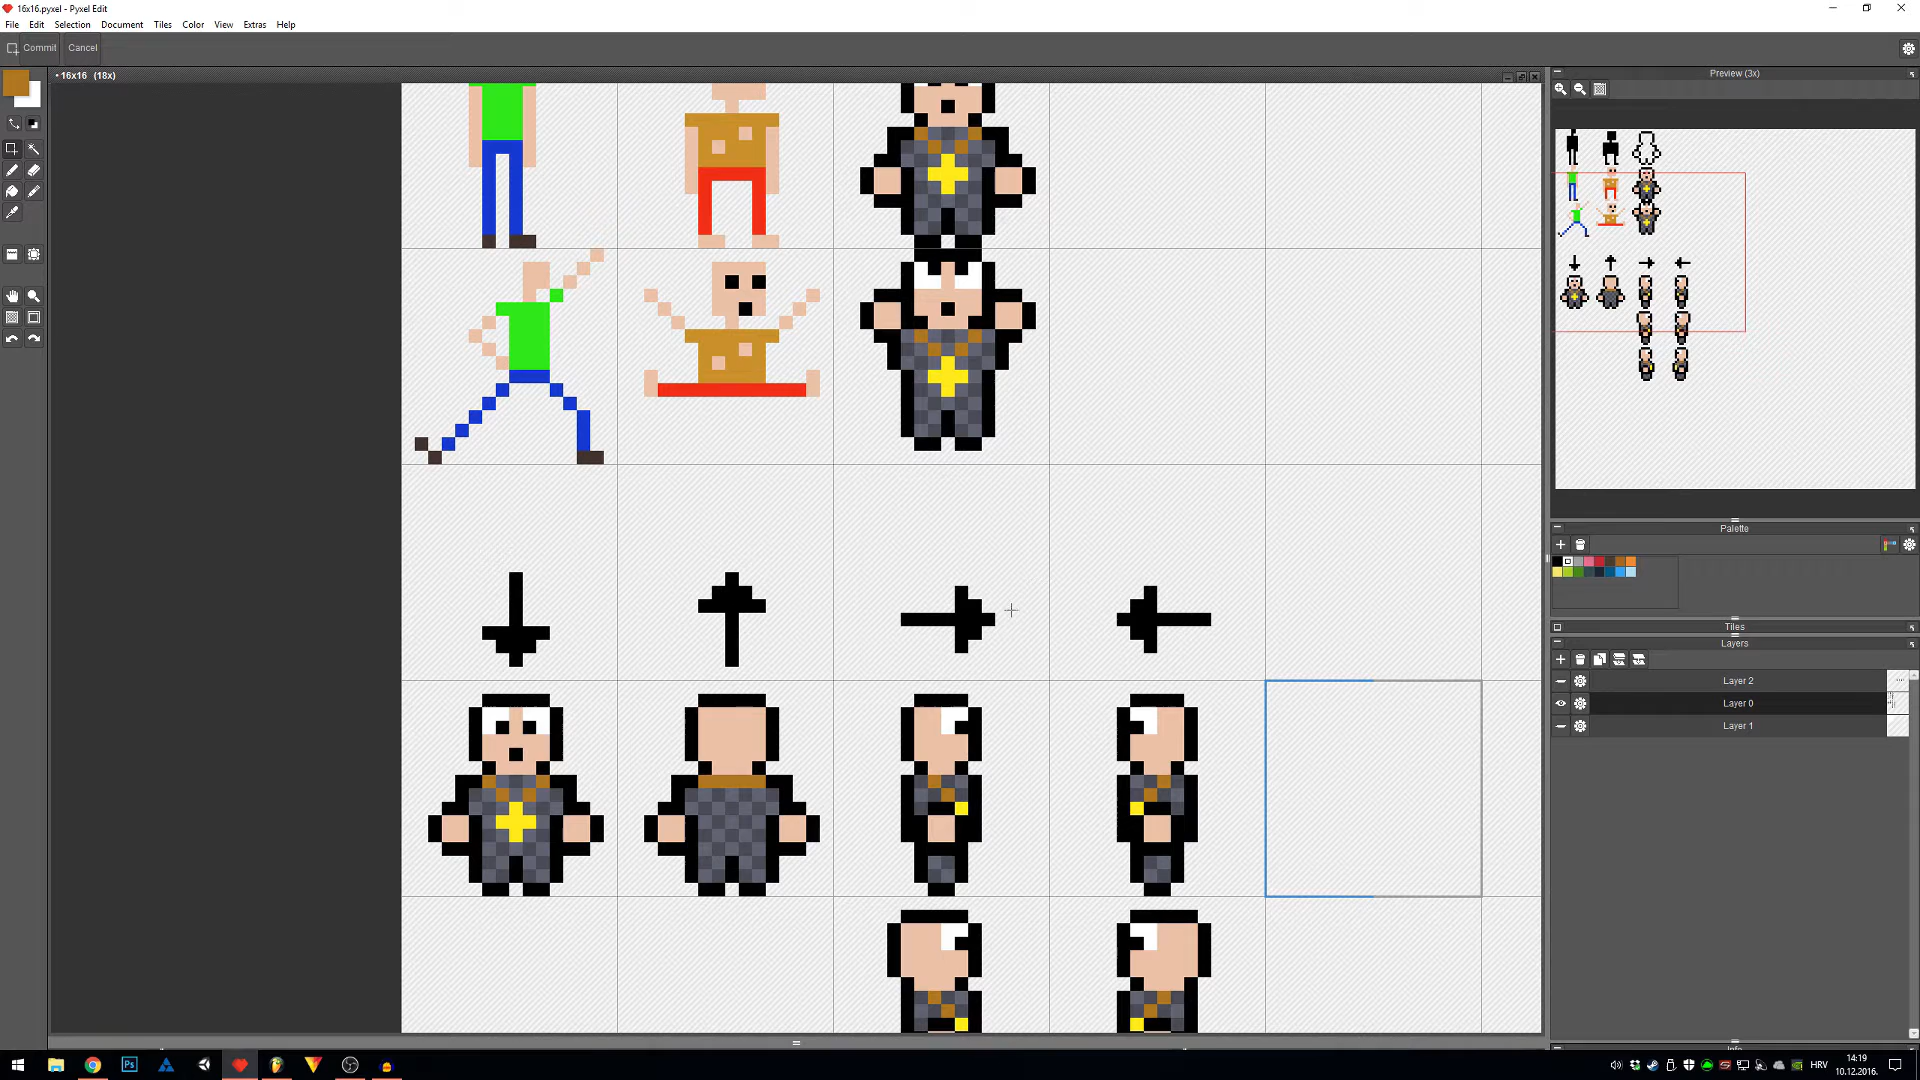 16x16.pyxel - Pyxel Edit
File Edit Selection Document Tiles Color View Extras Help
Commit Cancel
• 16x16 (18x)
Preview (3x)
Palette
Tiles
Layers
Layer 2
Layer 0
Layer 1
Ps
HRV
14:19
10.12.2016.